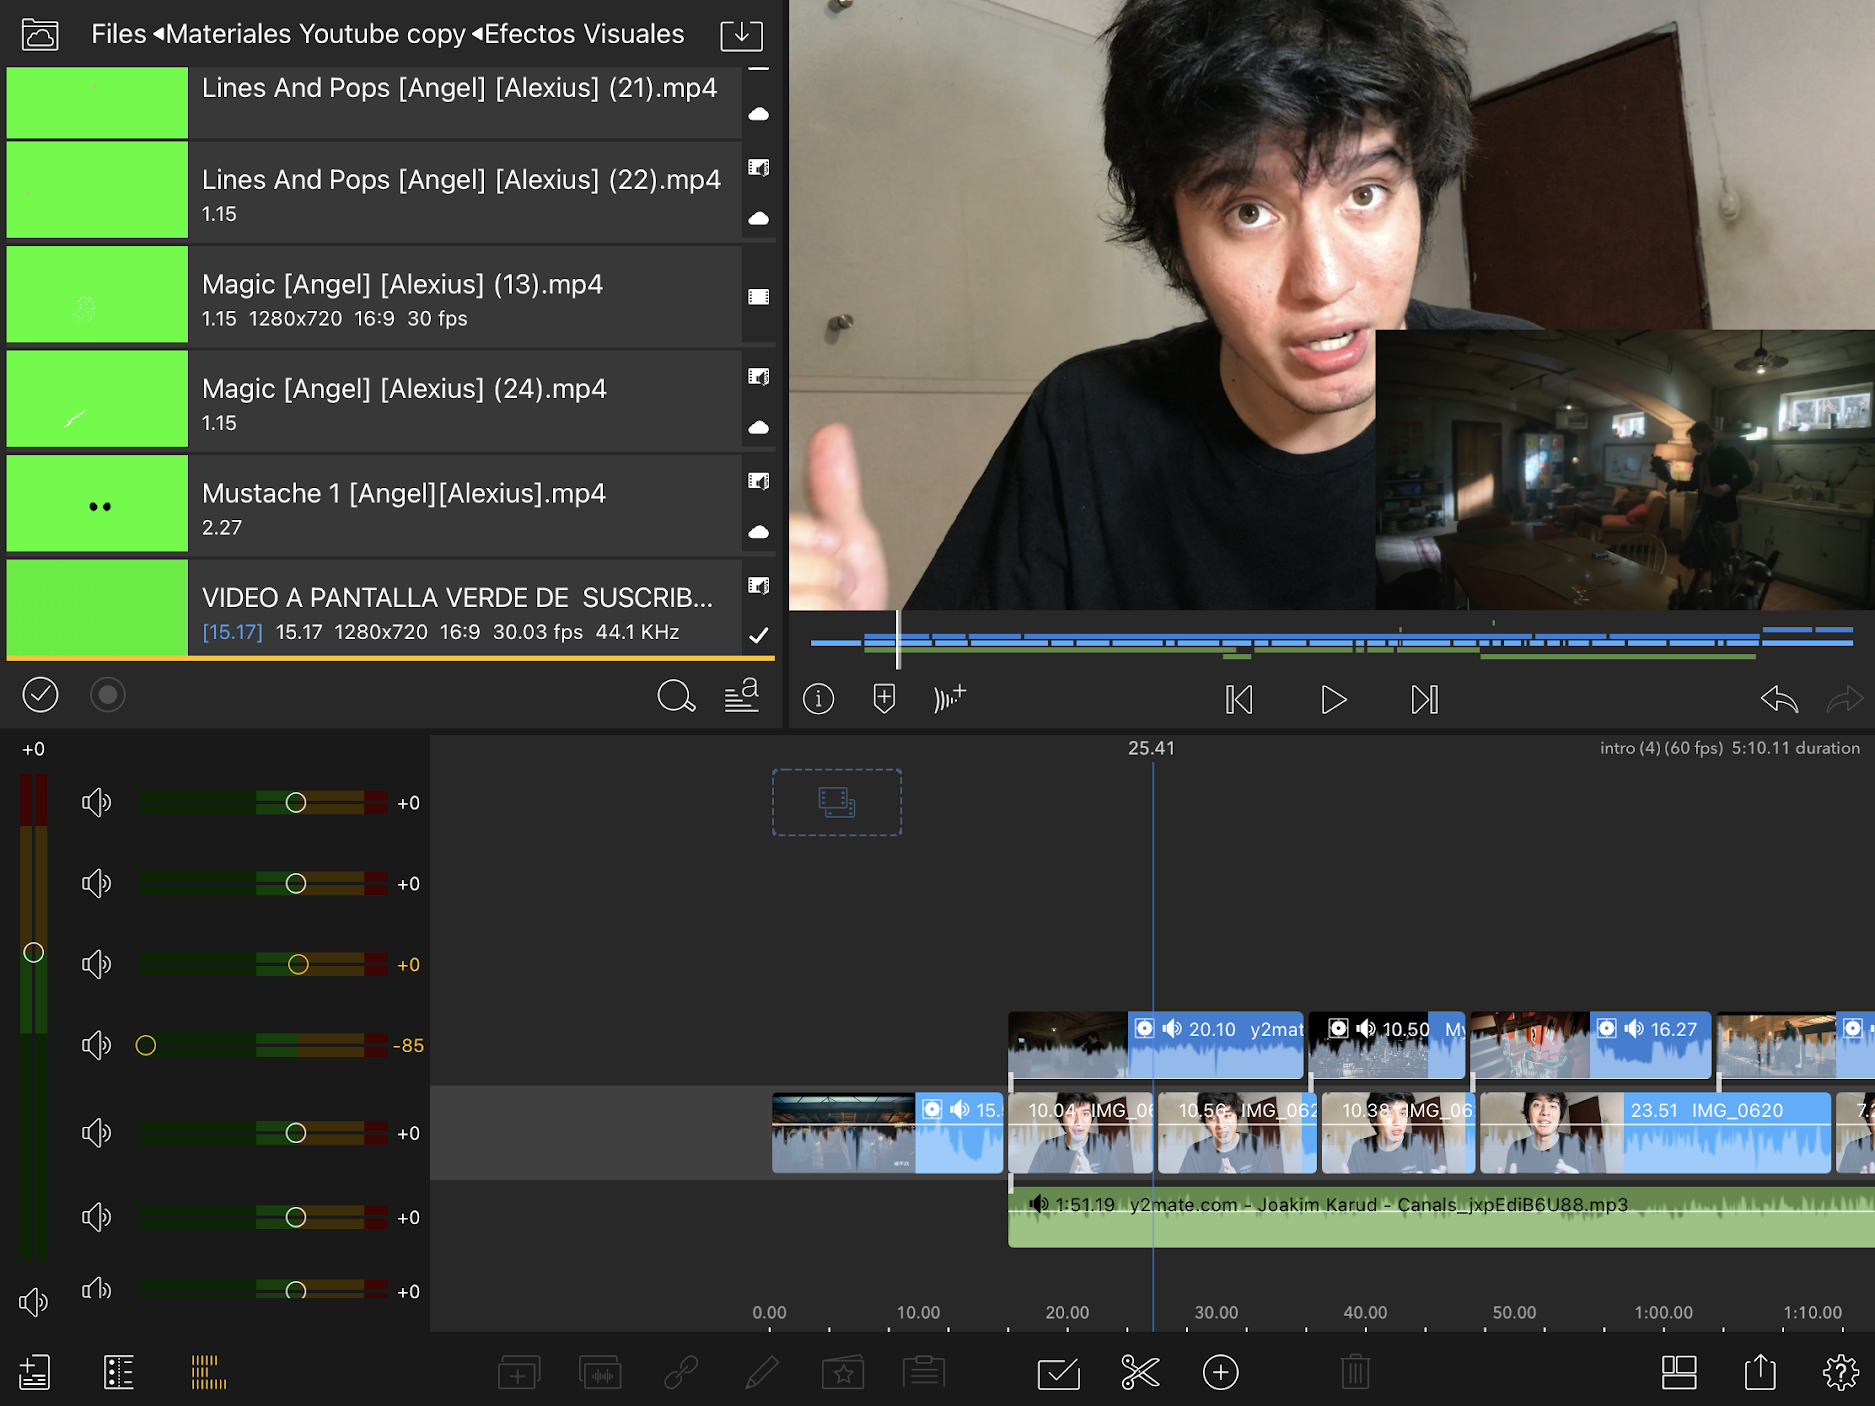 Files ◂Materiales Youtube copy ◂Efectos Visuales
Lines And Pops [Angel] [Alexius] (21).mp4
Lines And Pops [Angel] [Alexius] (22).mp4
1.15
Magic [Angel] [Alexius] (13).mp4
1.15 1280x720 16:9 30 fps
Magic [Angel] [Alexius] (24).mp4
1.15
Mustache 1 [Angel][Alexius].mp4
2.27
VIDEO A PANTALLA VERDE DE SUSCRIB...
[15.17] 15.17 1280x720 16:9 30.03 fps 44.1 KHz
a
+0
25.41
intro (4) (60 fps) 5:10.11 duration
+0
+0
+0
-85
+0
+0
+0
20.10 y2mat
10.50 My
16.27
15.
10.04 IMG_06
10.56 IMG_062
10.38 IMG_06
23.51 IMG_0620
7.
1:51.19 y2mate.com - Joakim Karud - Canals_jxpEdiB6U88.mp3
0.00 10.00 20.00 30.00 40.00 50.00 1:00.00 1:10.00